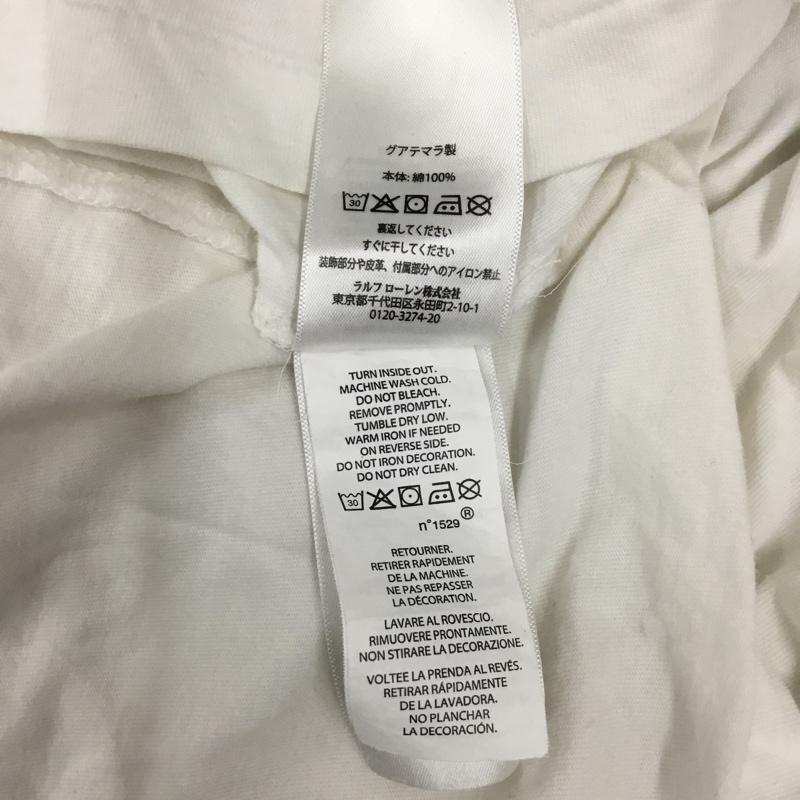 グアテマラ製
本体: 綿100%
30
裏返してください
すぐに干してください
装飾部分や皮革、付属部分へのアイロン禁止
ラルフ ローレン株式会社
東京都千代田区永田町2-10-1
0120-3274-20
TURN INSIDE OUT.
MACHINE WASH COLD.
DO NOT BLEACH.
REMOVE PROMPTLY.
TUMBLE DRY LOW.
WARM IRON IF NEEDED
ON REVERSE SIDE.
DO NOT IRON DECORATION.
DO NOT DRY CLEAN.
30
n°1529 ®
RETOURNER.
RETIRER RAPIDEMENT
DE LA MACHINE.
NE PAS REPASSER
LA DÉCORATION.
LAVARE AL ROVESCIO.
RIMUOVERE PRONTAMENTE.
NON STIRARE LA DECORAZIONE.
VOLTEE LA PRENDA AL REVÉS.
RETIRAR RÁPIDAMENTE
DE LA LAVADORA.
NO PLANCHAR
LA DECORACIÓN.